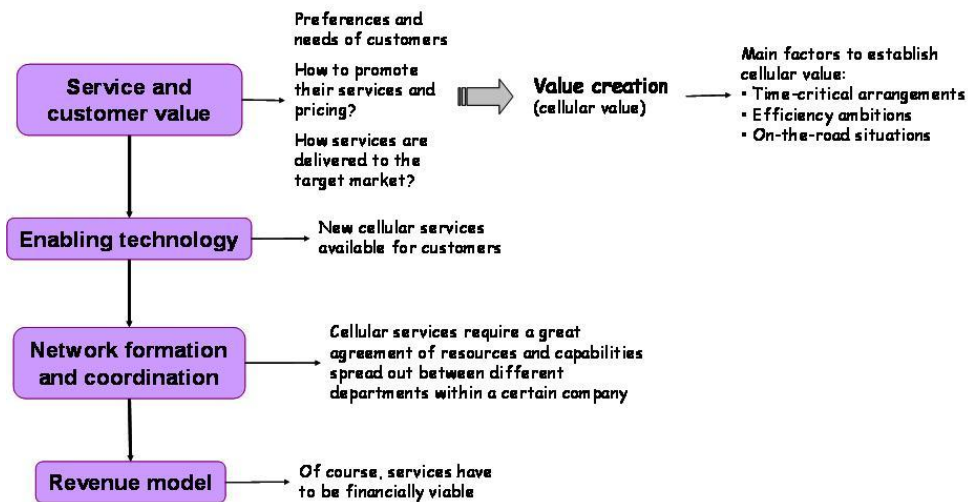 Service and
customer value
Preferences and
needs of customers
How to promote
their services and
pricing?
How services are
delivered to the
target market?
Value creation
(cellular value)
Main factors to establish
cellular value:
• Time-critical arrangements
• Efficiency ambitions
• On-the-road situations
Enabling technology
New cellular services
available for customers
Network formation
and coordination
Cellular services require a great
agreement of resources and capabilities
spread out between different
departments within a certain company
Revenue model
Of course, services have
to be financially viable